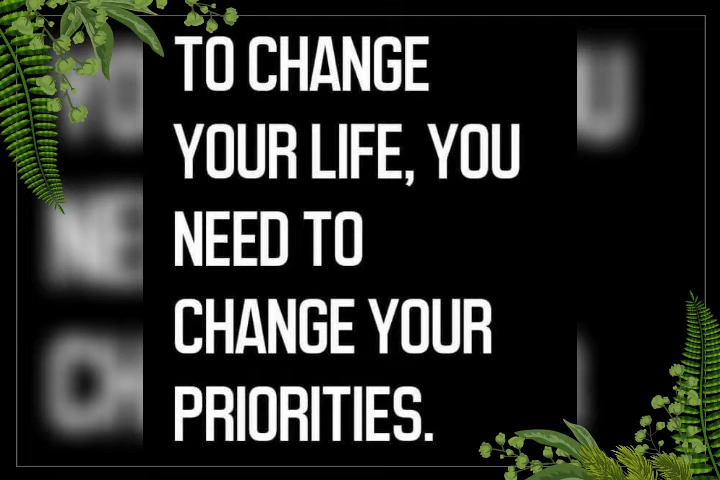 TO CHANGE
YOUR LIFE, YOU
NEED TO
CHANGE YOUR
PRIORITIES.